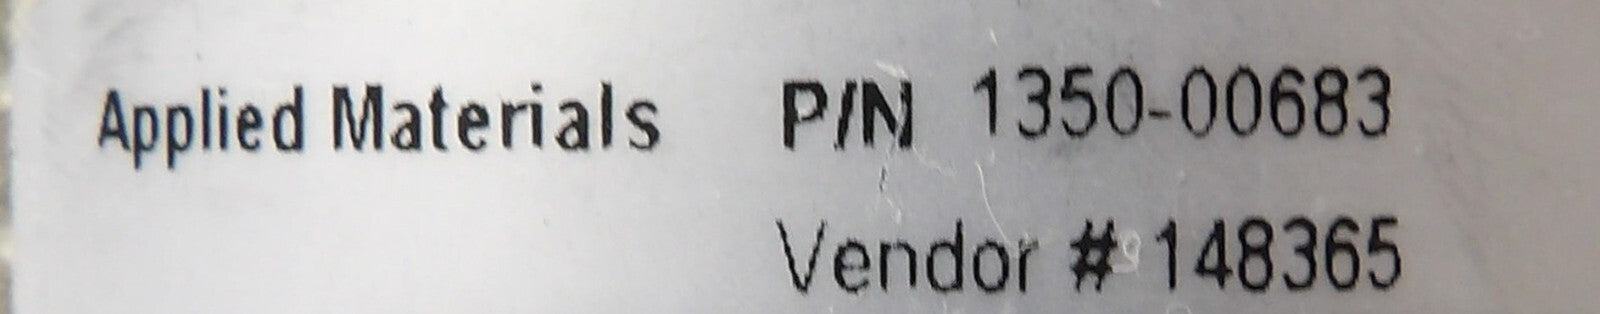 Applied Materials P/N 1350-00683
Vendor # 148365